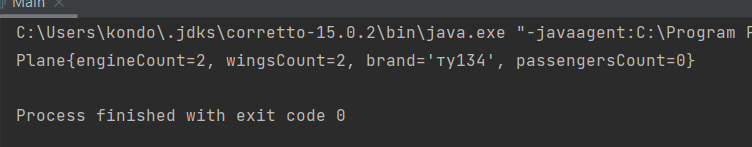 Main
C:\Users\kondo\.jdks\corretto-15.0.2\bin\java.exe "-javaagent:C:\Program
Plane{engineCount=2, wingsCount=2, brand='ту134', passengersCount=0}
Process finished with exit code 0